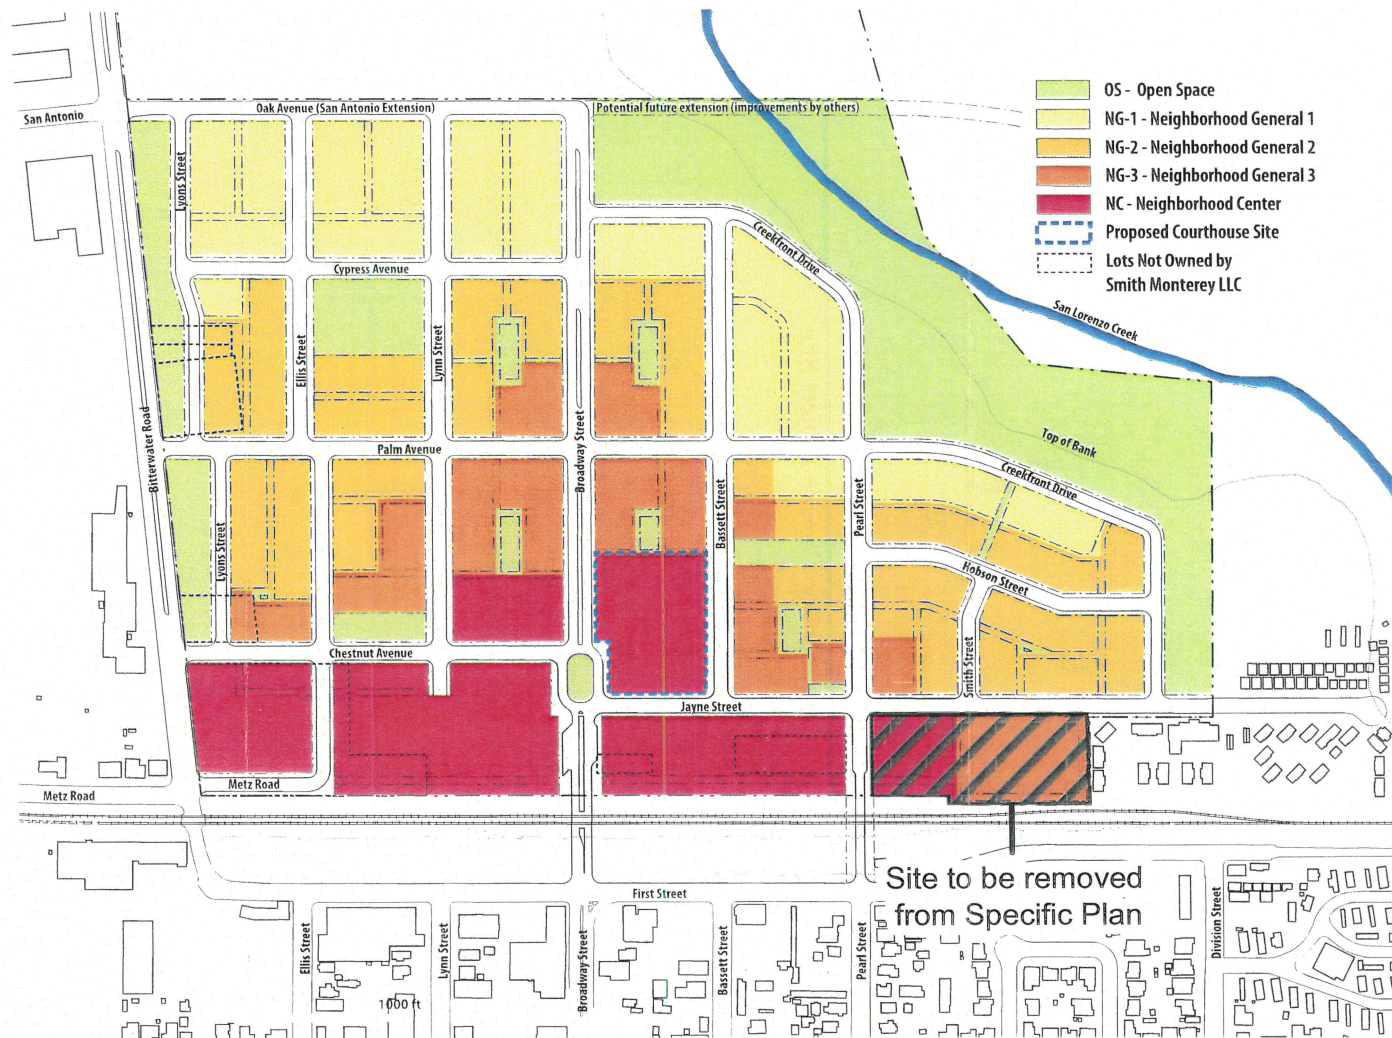 OS - Open Space
NG-1 - Neighborhood General 1
NG-2 - Neighborhood General 2
NG-3 - Neighborhood General 3
NC - Neighborhood Center
Proposed Courthouse Site
Lots Not Owned by
Smith Monterey LLC
San Antonio
Oak Avenue (San Antonio Extension)
Potential future extension (improvements by others)
Lyons Street
Creekfront Drive
Cypress Avenue
San Lorenzo Creek
Ellis Street
Lynn Street
Broadway Street
Bitterwater Road
Palm Avenue
Top of Bank
Creekfront Drive
Bassett Street
Pearl Street
Lyons Street
Hobson Street
Smith Street
Chestnut Avenue
Jayne Street
Metz Road
Metz Road
Site to be removed
from Specific Plan
First Street
Ellis Street
Lynn Street
Broadway Street
Bassett Street
Pearl Street
Division Street
1000 ft